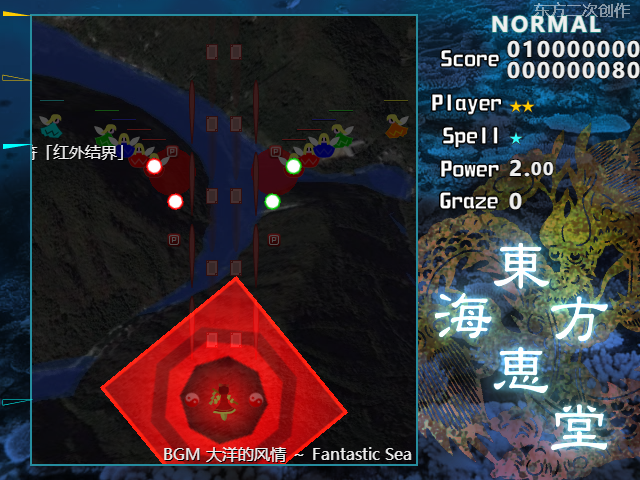 东方二次创作
NORMAL
Score 010000000
000000080
Player ★★
Spell ★
Power 2.00
Graze 0
符「红外结界」
P P
P P
東方
海惠堂
BGM 大洋的风情 ~ Fantastic Sea